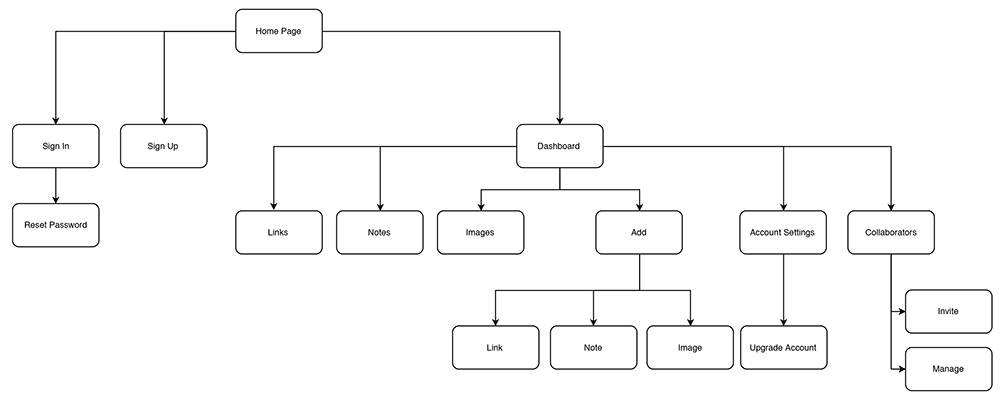 Home Page
Sign In
Sign Up
Dashboard
Reset Password
Links
Notes
Images
Add
Account Settings
Collaborators
Link
Note
Image
Upgrade Account
Invite
Manage